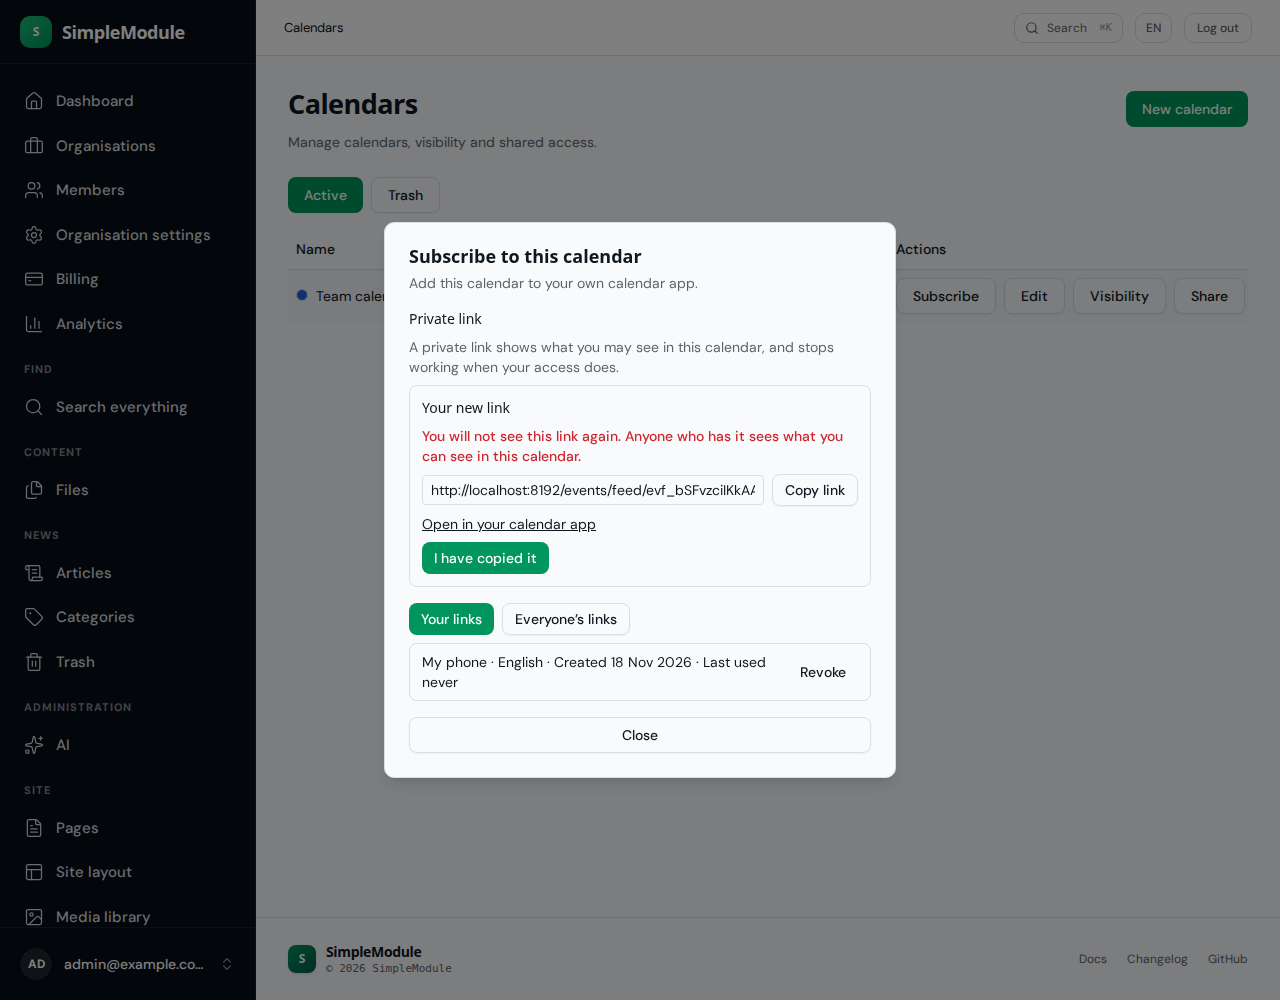 S
SimpleModule
Dashboard
Organisations
Members
Organisation settings
Billing
Analytics
FIND
Search everything
CONTENT
Files
NEWS
Articles
Categories
Trash
ADMINISTRATION
AI
SITE
Pages
Site layout
Media library
AD
admin@example.co...
Calendars
Search ⌘K
EN
Log out
Calendars
Manage calendars, visibility and shared access.
New calendar
Active
Trash
Name
Actions
Team caler
Subscribe
Edit
Visibility
Share
Subscribe to this calendar
Add this calendar to your own calendar app.
Private link
A private link shows what you may see in this calendar, and stops
working when your access does.
Your new link
You will not see this link again. Anyone who has it sees what you
can see in this calendar.
Copy link
Open in your calendar app
I have copied it
Your links
Everyone’s links
My phone · English · Created 18 Nov 2026 · Last used
never
Revoke
Close
S
SimpleModule
© 2026 SimpleModule
Docs
Changelog
GitHub